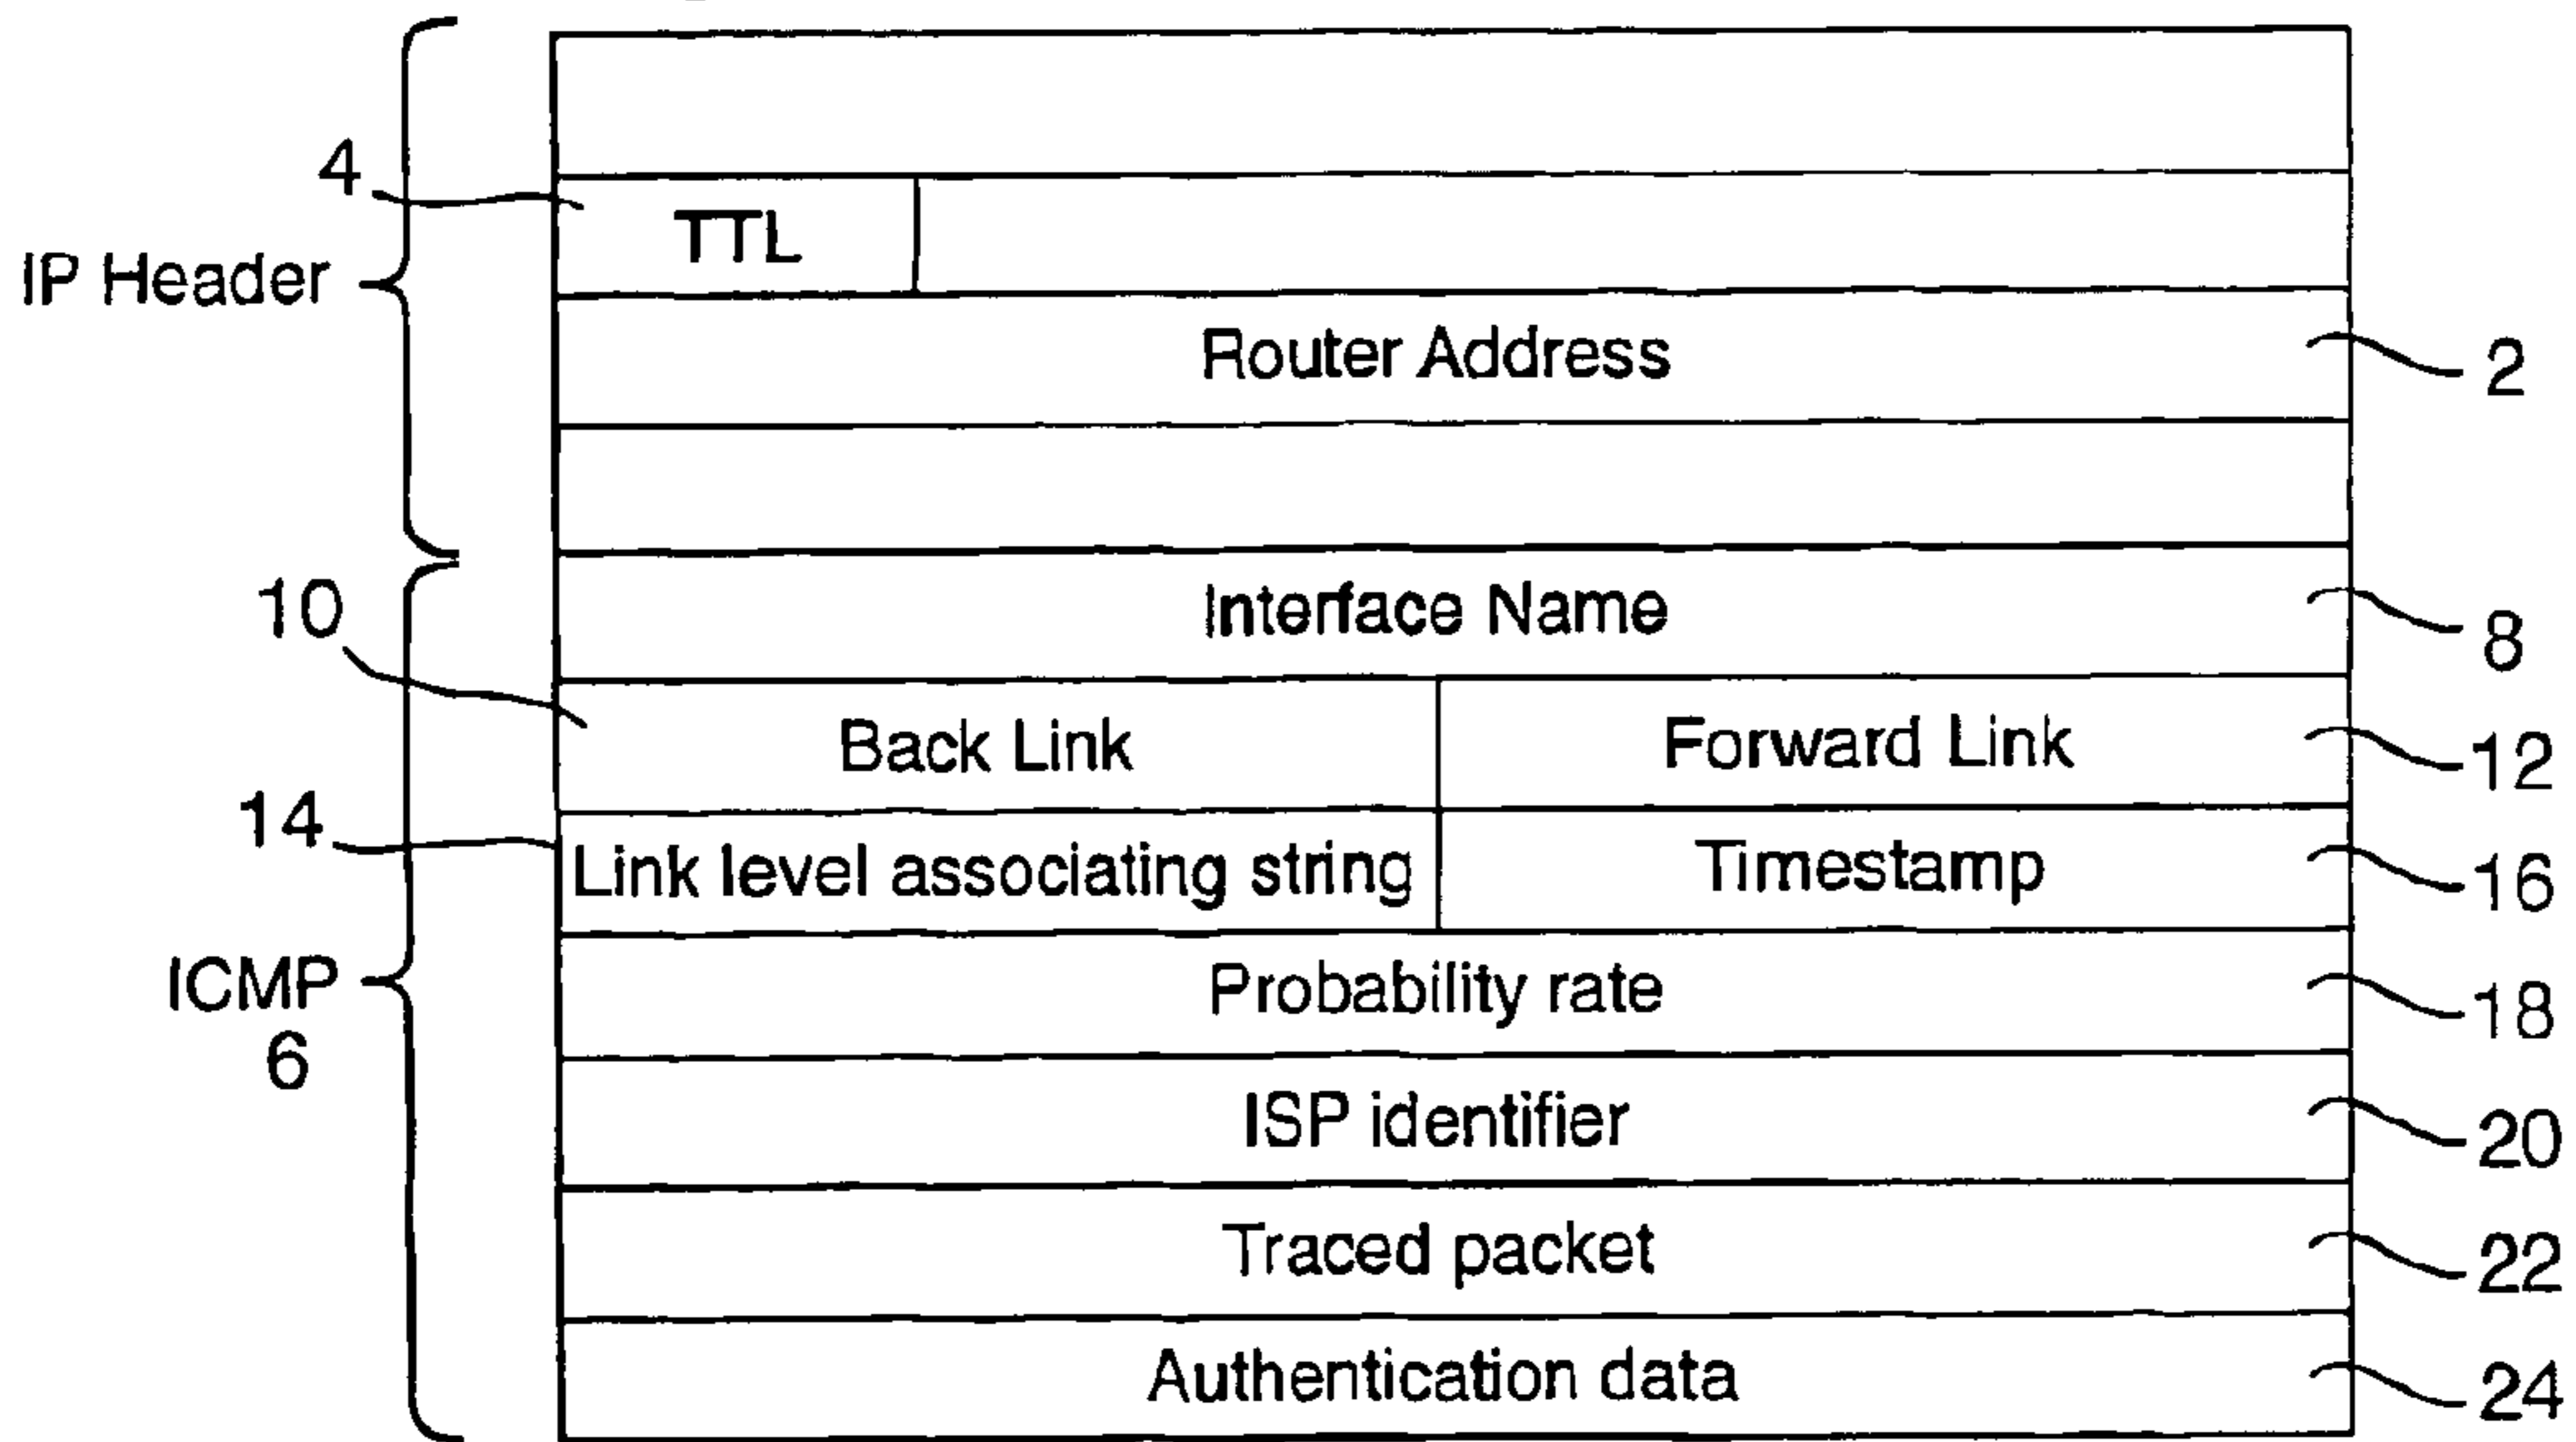 4
TTL
IP Header
Router Address
2
Interface Name
10
8
Back Link
Forward Link
12
14
Link level associating string
Timestamp
16
ICMP
6
Probability rate
18
ISP identifier
20
Traced packet
22
Authentication data
24